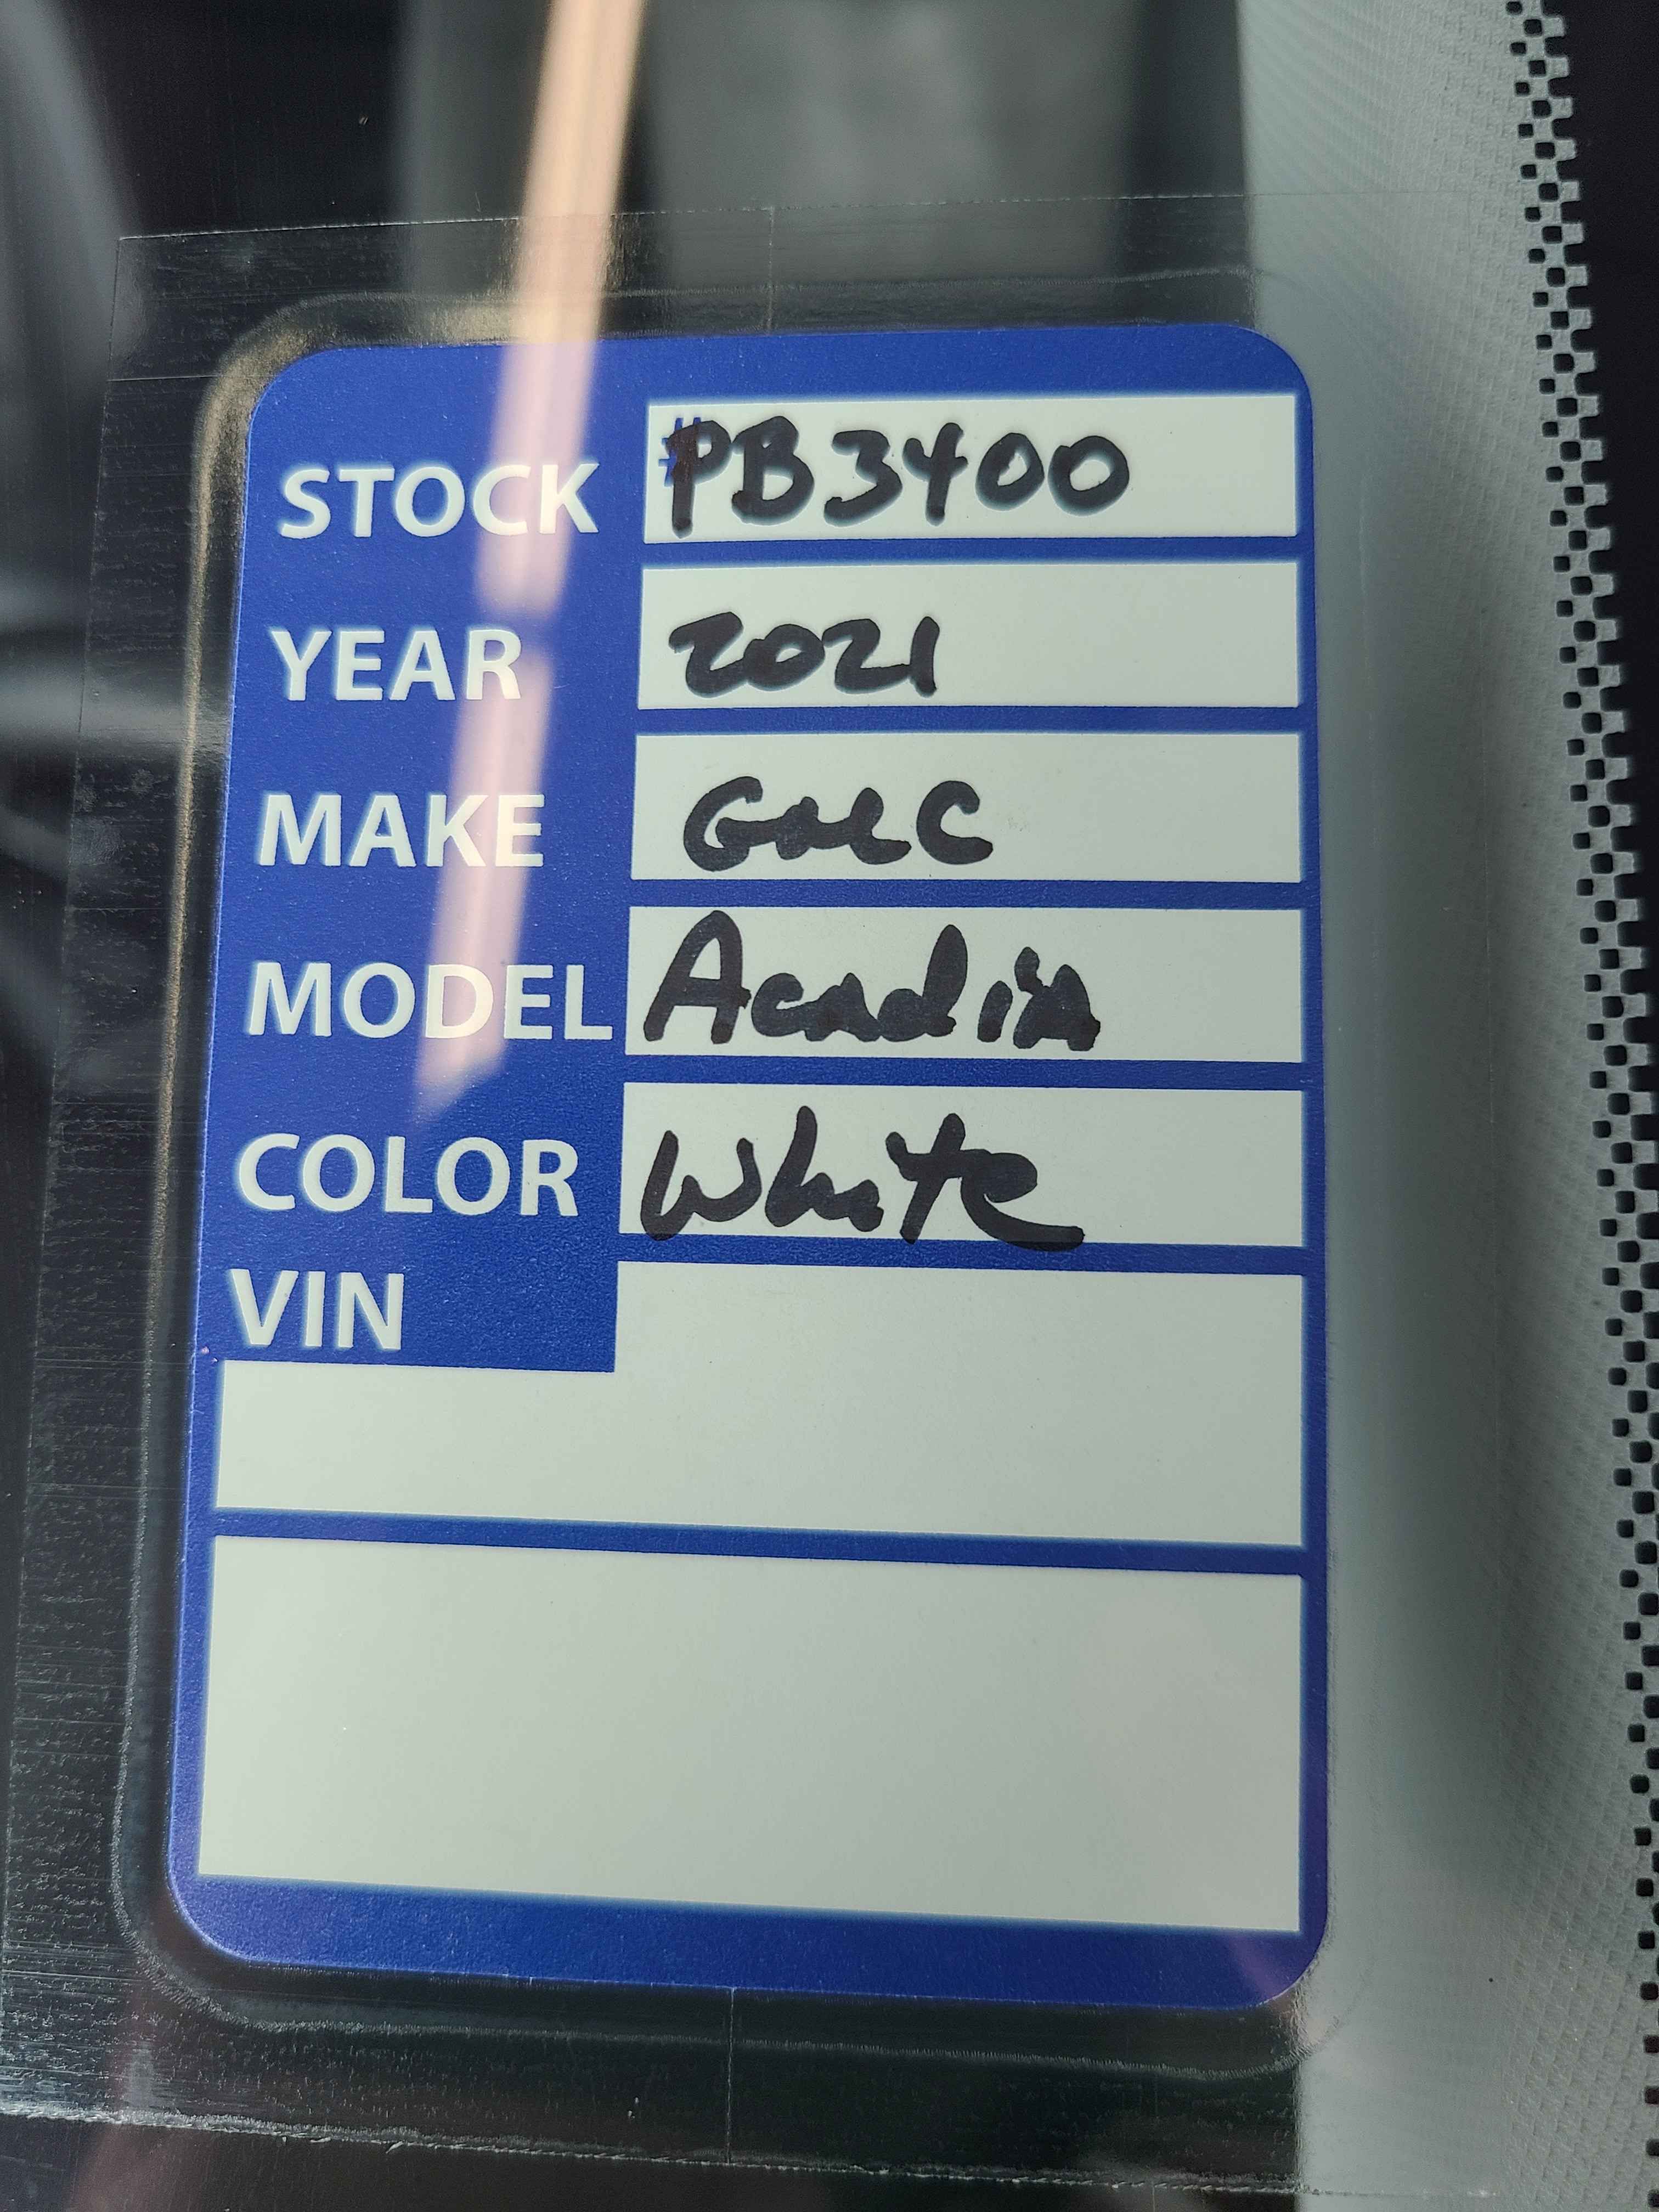 STOCK #PB3400
YEAR 2021
MAKE GMC
MODEL Acadia
COLOR White
VIN